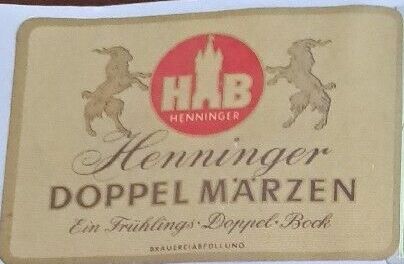 HB
HENNINGER
Henninger
DOPPEL MÄRZEN
Ein Frühlings-Doppel-Bock
BRAUEREIABFÜLLUNG